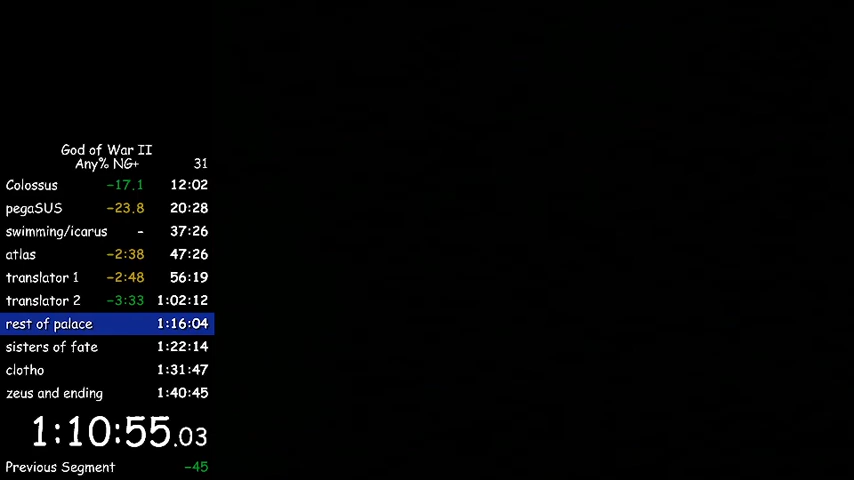 God of War II
Any% NG+ 31
Colossus -17.1 12:02
pegaSUS -23.8 20:28
swimming/icarus - 37:26
atlas -2:38 47:26
translator 1 -2:48 56:19
translator 2 -3:33 1:02:12
rest of palace 1:16:04
sisters of fate 1:22:14
clotho 1:31:47
zeus and ending 1:40:45
1:10:55.03
Previous Segment -45